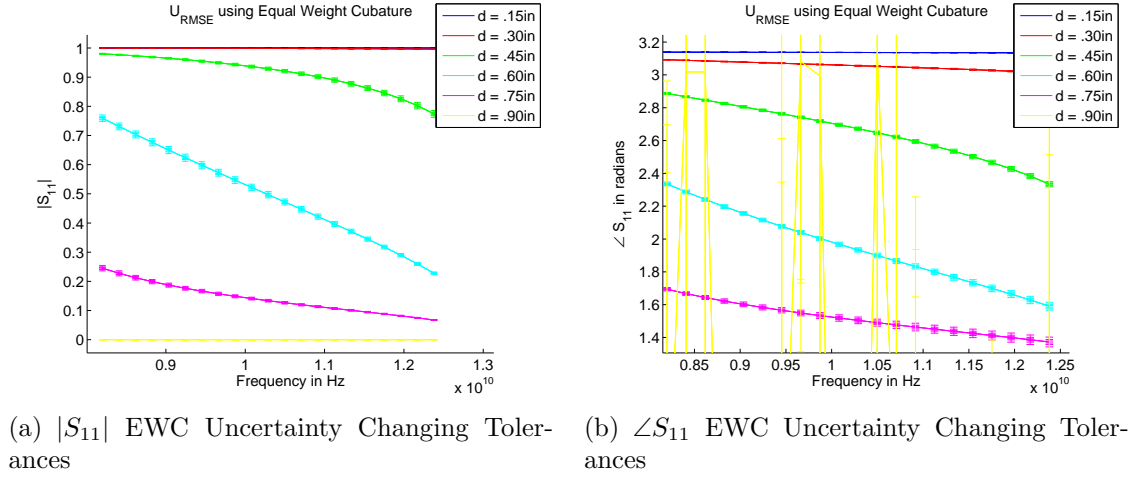 U_RMSE using Equal Weight Cubature
|S_11|
1
0.9
0.8
0.7
0.6
0.5
0.4
0.3
0.2
0.1
0
0.9 1 1.1 1.2 1.3
x 10^10
Frequency in Hz
d = .15in
d = .30in
d = .45in
d = .60in
d = .75in
d = .90in
(a) |S_11| EWC Uncertainty Changing Toler-
ances
U_RMSE using Equal Weight Cubature
∠ S_11 in radians
3.2
3
2.8
2.6
2.4
2.2
2
1.8
1.6
1.4
0.85 0.9 0.95 1 1.05 1.1 1.15 1.2 1.25
x 10^10
Frequency in Hz
d = .15in
d = .30in
d = .45in
d = .60in
d = .75in
d = .90in
(b) ∠S_11 EWC Uncertainty Changing Toler-
ances